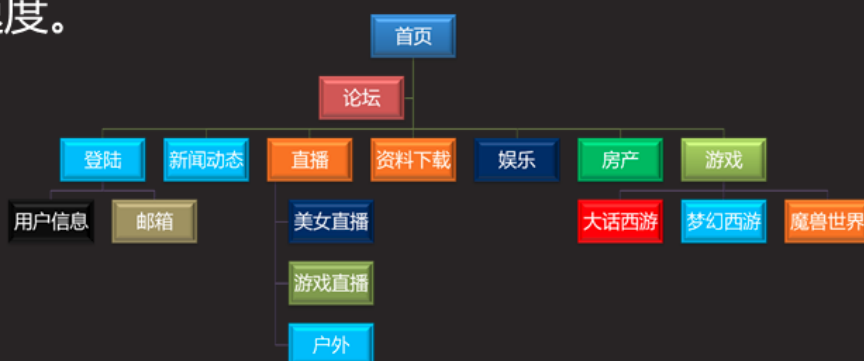 度。
首页
论坛
登陆
新闻动态
直播
资料下载
娱乐
房产
游戏
用户信息
邮箱
美女直播
大话西游
梦幻西游
魔兽世界
游戏直播
户外